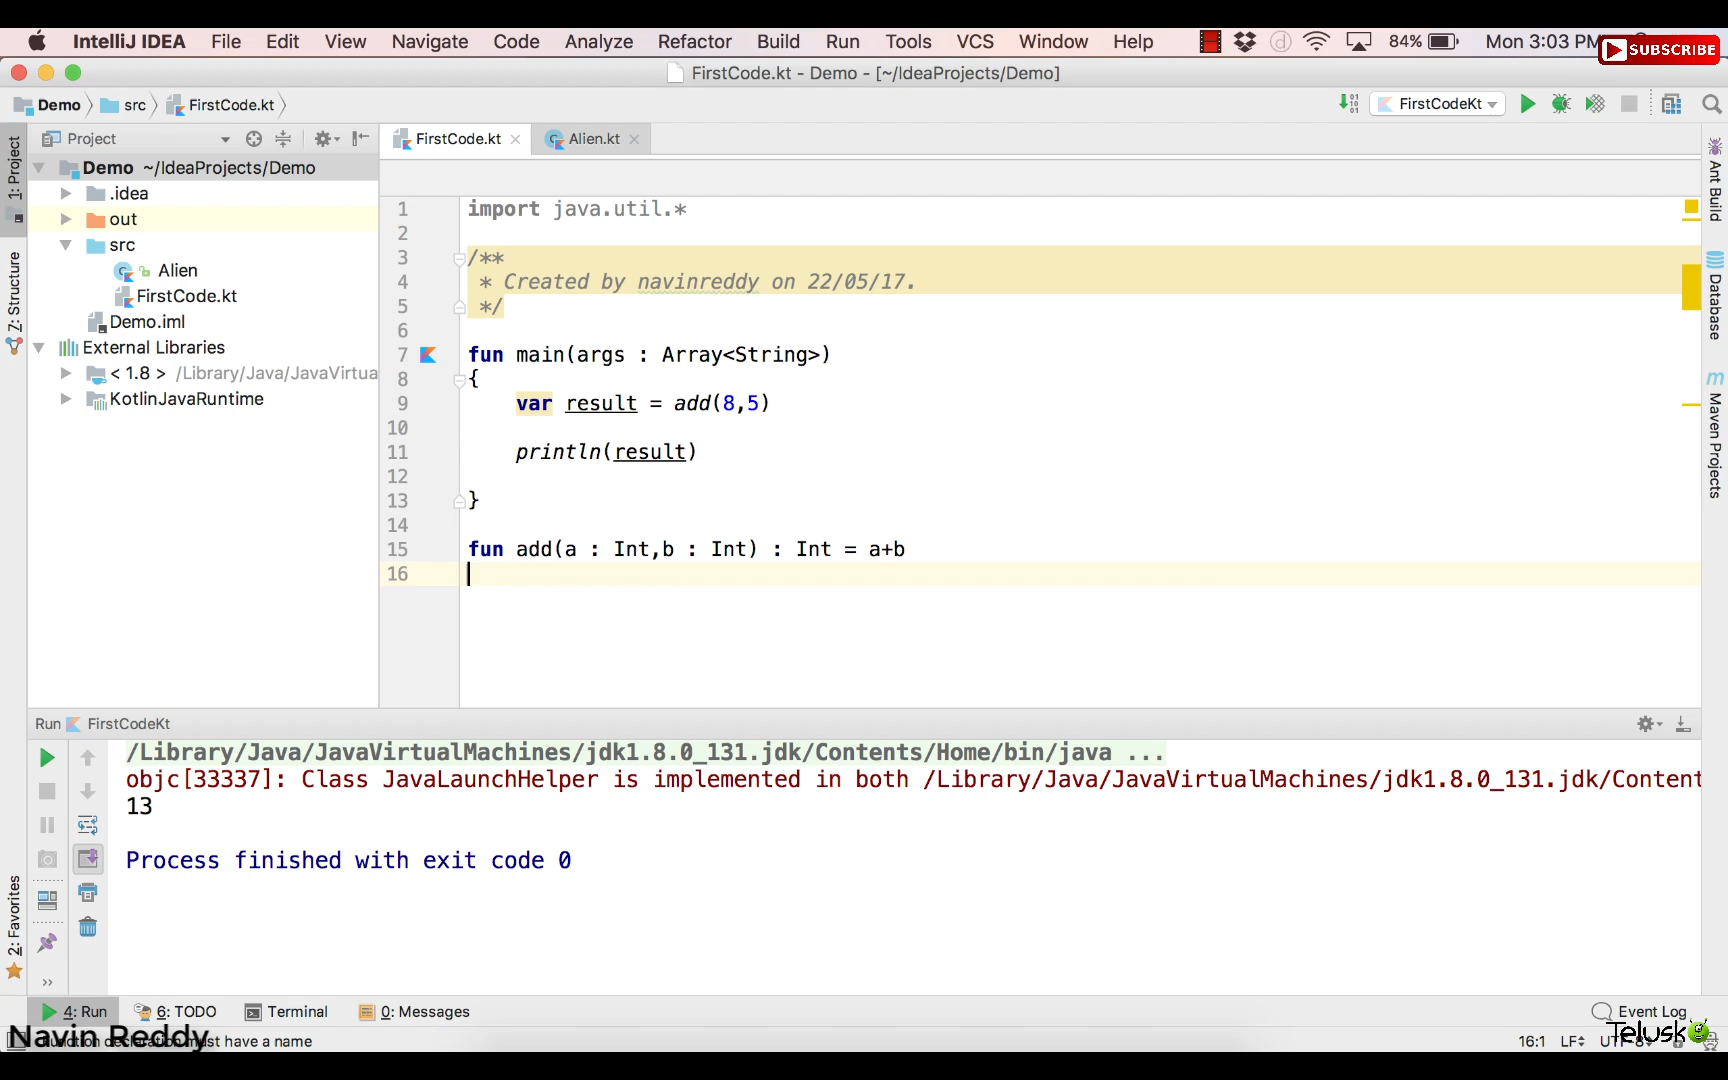 IntelliJ IDEA File Edit View Navigate Code Analyze Refactor Build Run Tools VCS Window Help 84% Mon 3:03 PM
SUBSCRIBE
FirstCode.kt - Demo - [~/IdeaProjects/Demo]
Demo src FirstCode.kt FirstCodeKt
Project FirstCode.kt Alien.kt
1: Project
Z: Structure
2: Favorites
Demo ~/IdeaProjects/Demo
.idea
out
src
Alien
FirstCode.kt
Demo.iml
External Libraries
< 1.8 > /Library/Java/JavaVirtua
KotlinJavaRuntime
1 import java.util.*
2
3 /**
4 * Created by navinreddy on 22/05/17.
5 */
6
7 fun main(args : Array<String>)
8 {
9 var result = add(8,5)
10
11 println(result)
12
13 }
14
15 fun add(a : Int,b : Int) : Int = a+b
16
Ant Build
Database
m Maven Projects
Run FirstCodeKt
/Library/Java/JavaVirtualMachines/jdk1.8.0_131.jdk/Contents/Home/bin/java ...
objc[33337]: Class JavaLaunchHelper is implemented in both /Library/Java/JavaVirtualMachines/jdk1.8.0_131.jdk/Content
13
Process finished with exit code 0
4: Run 6: TODO Terminal 0: Messages Event Log
Navin Reddy
Function declaration must have a name 16:1 LF UTF-8
Telusko